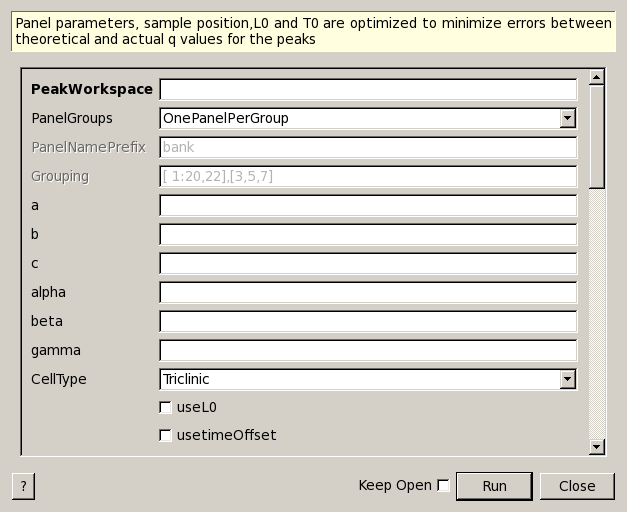 Panel parameters, sample position,L0 and T0 are optimized to minimize errors between
theoretical and actual q values for the peaks
PeakWorkspace
PanelGroups OnePanelPerGroup
PanelNamePrefix bank
Grouping [ 1:20,22],[3,5,7]
a
b
c
alpha
beta
gamma
CellType Triclinic
useL0
usetimeOffset
? Keep Open Run Close